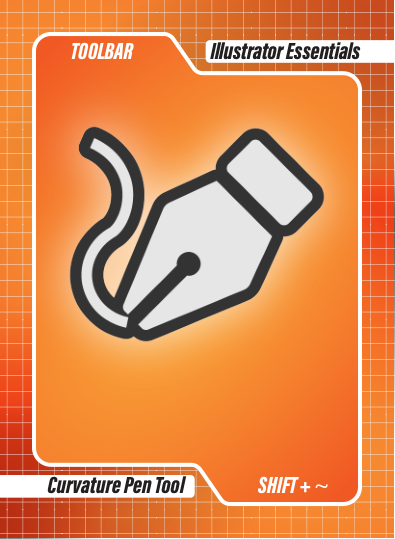 TOOLBAR
Illustrator Essentials
Curvature Pen Tool
SHIFT + ~